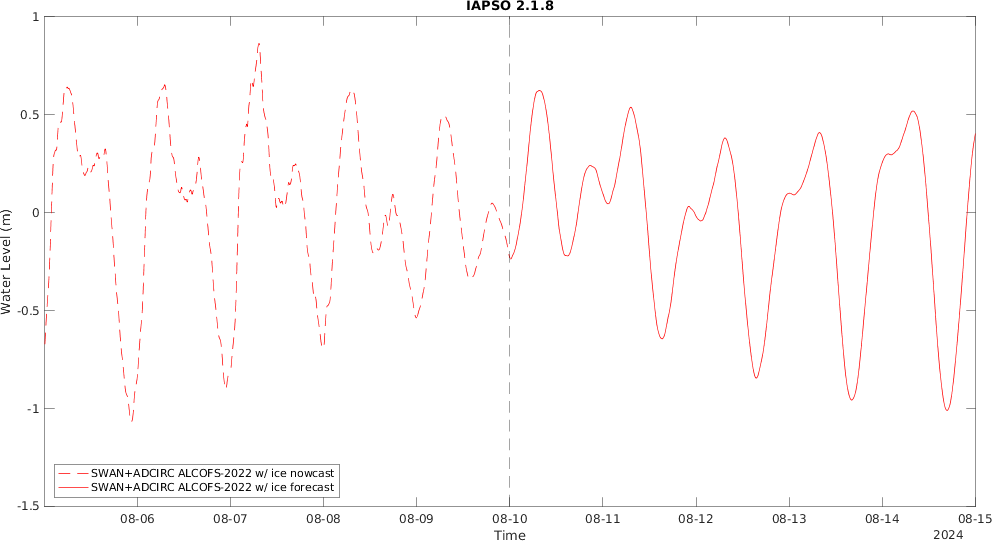 IAPSO 2.1.8
Water Level (m)
1
0.5
0
-0.5
-1
-1.5
SWAN+ADCIRC ALCOFS-2022 w/ ice nowcast
SWAN+ADCIRC ALCOFS-2022 w/ ice forecast
08-06 08-07 08-08 08-09 08-10 08-11 08-12 08-13 08-14 08-15
Time
2024